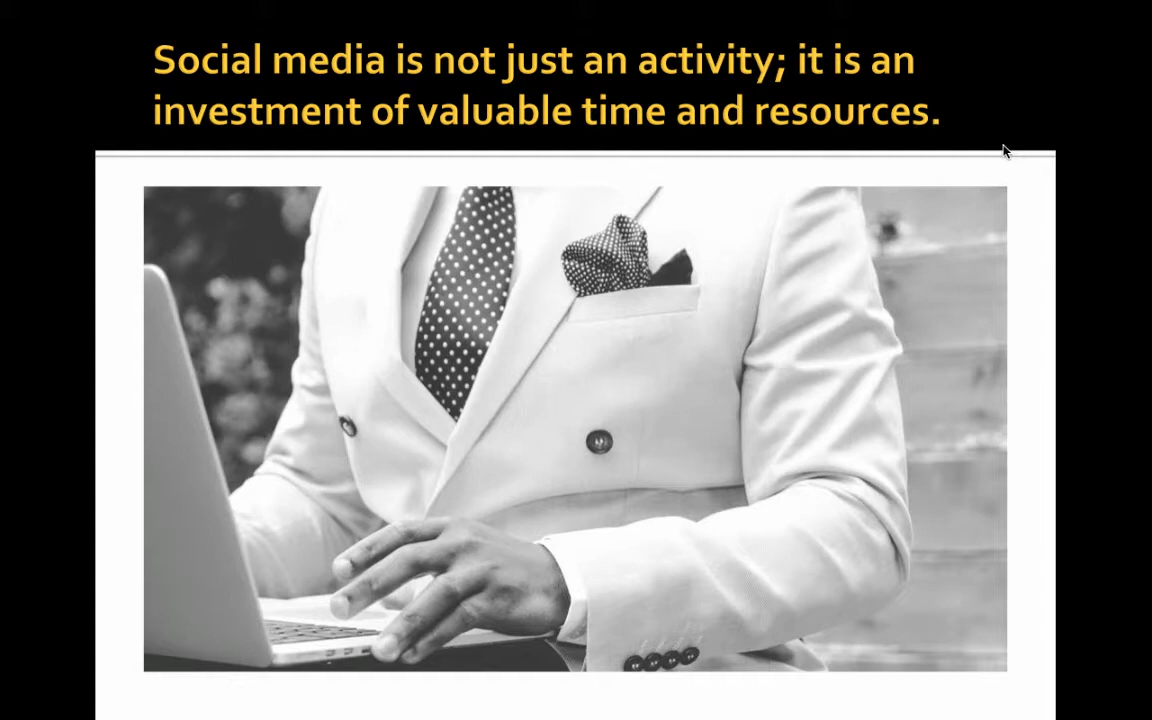 Social media is not just an activity; it is an
investment of valuable time and resources.